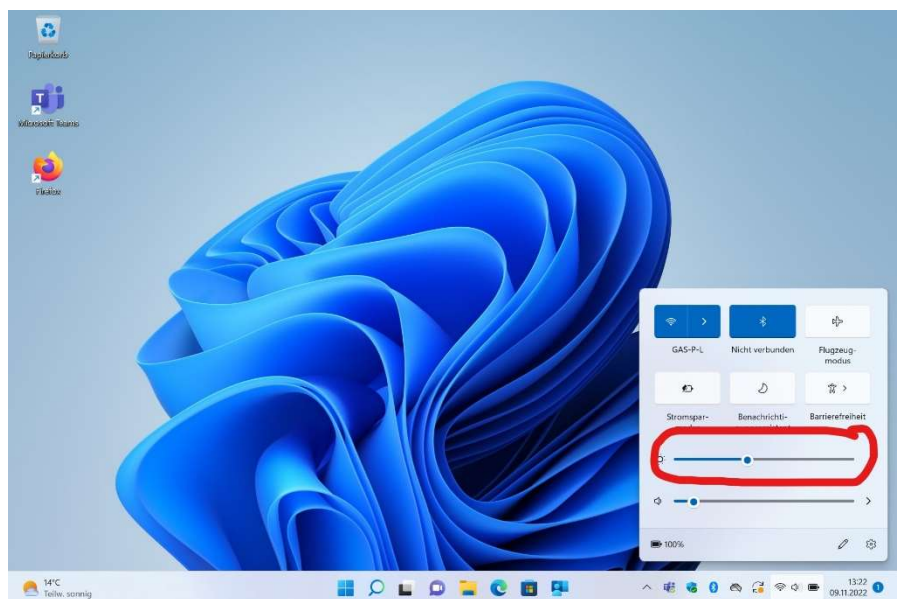 Papierkorb
Microsoft Teams
Firefox
GAS-P-L
Nicht verbunden
Flugzeug-
modus
Stromspar-
Benachrichti-
Barrierefreiheit
100%
14°C
Teilw. sonnig
13:22
09.11.2022
1